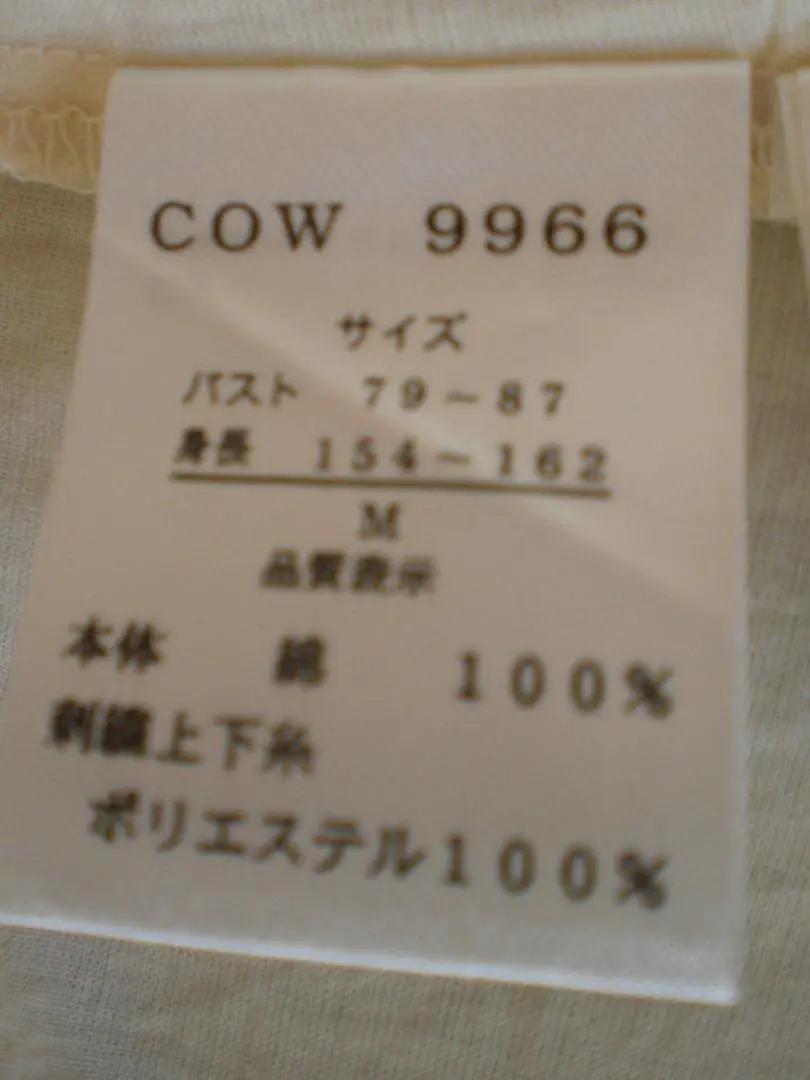 COW 9966
サイズ
バスト 79～87
身長 154～162
M
品質表示
本体 綿 100%
刺繍上下糸
ポリエステル100%